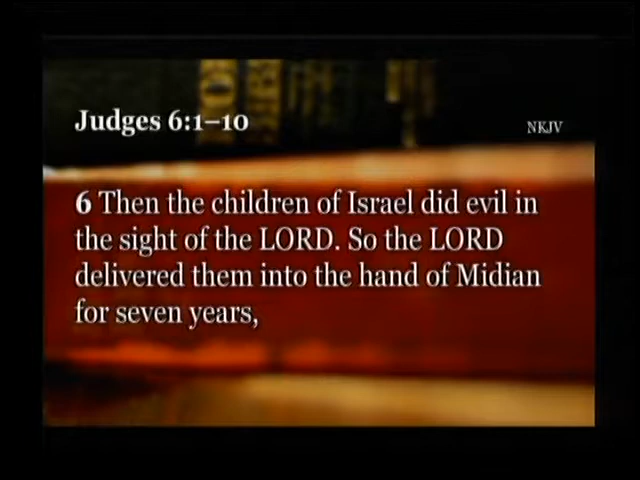 Judges 6:1–10
NKJV
6 Then the children of Israel did evil in
the sight of the LORD. So the LORD
delivered them into the hand of Midian
for seven years,